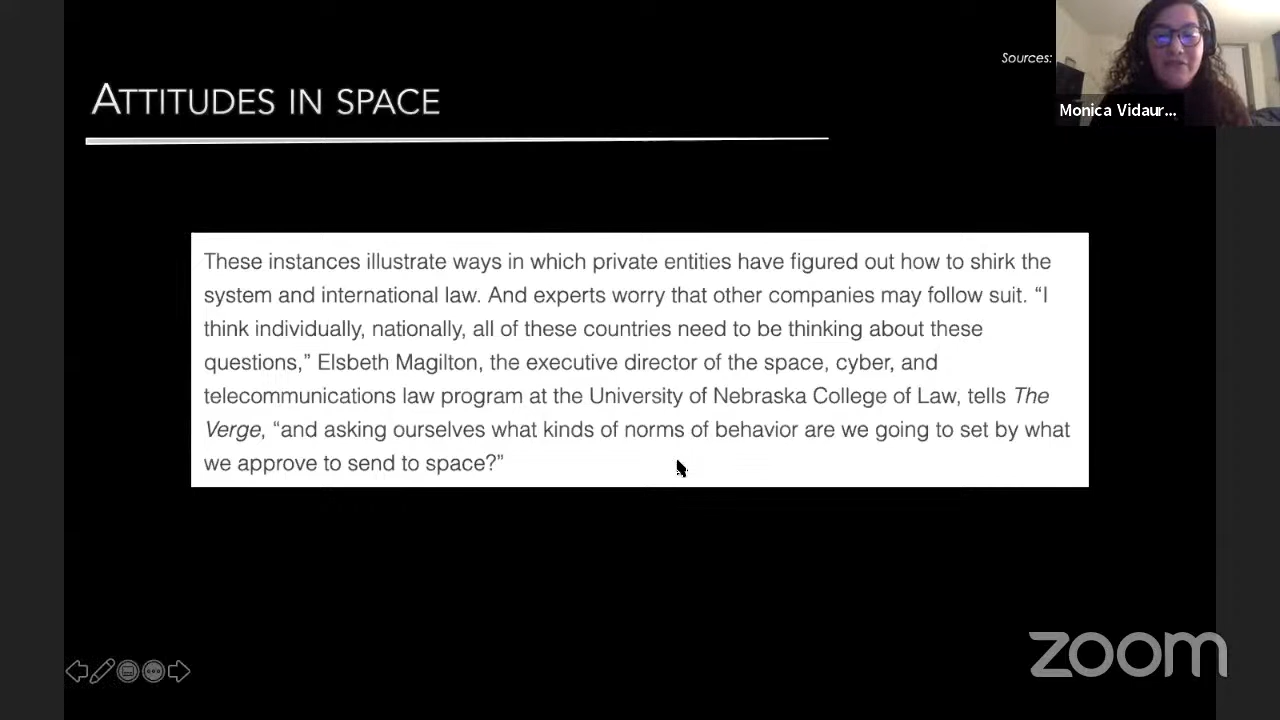 Sources:
ATTITUDES IN SPACE
Monica Vidaur...
These instances illustrate ways in which private entities have figured out how to shirk the
system and international law. And experts worry that other companies may follow suit. “I
think individually, nationally, all of these countries need to be thinking about these
questions,” Elsbeth Magilton, the executive director of the space, cyber, and
telecommunications law program at the University of Nebraska College of Law, tells The
Verge, “and asking ourselves what kinds of norms of behavior are we going to set by what
we approve to send to space?”
zoom